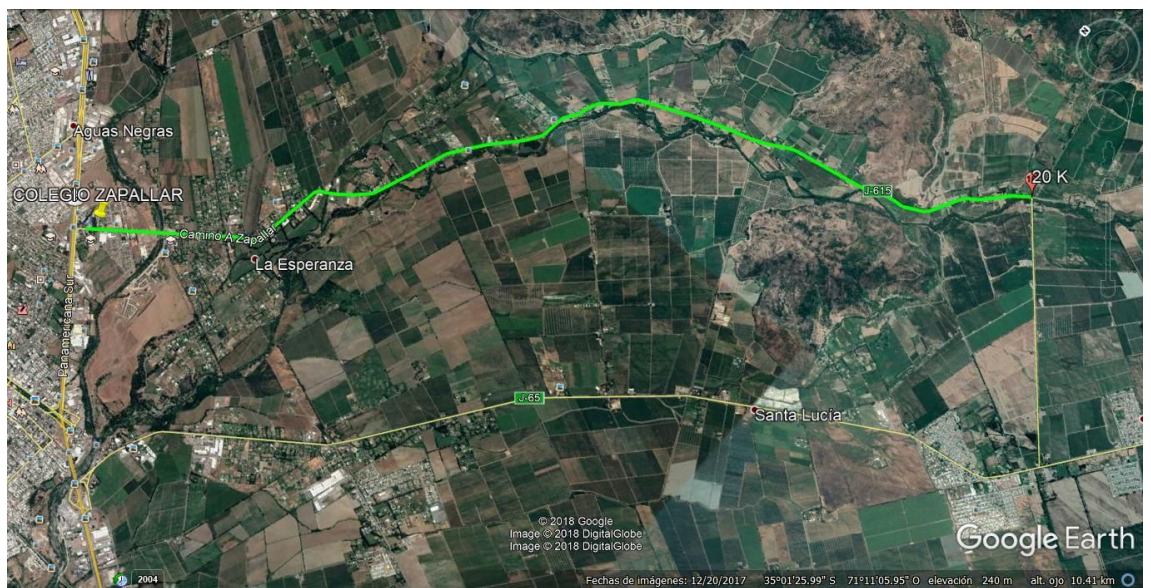 Aguas Negras
COLEGIO ZAPALLAR
Camino A Zapallar
La Esperanza
Panamericana Sur
J-615
20 K
J-65
Santa Lucía
© 2018 Google
Image © 2018 DigitalGlobe
Image © 2018 DigitalGlobe
Google Earth
2004
Fechas de imágenes: 12/20/2017 35°01'25.99" S 71°11'05.95" O elevación 240 m alt. ojo 10.41 km
N